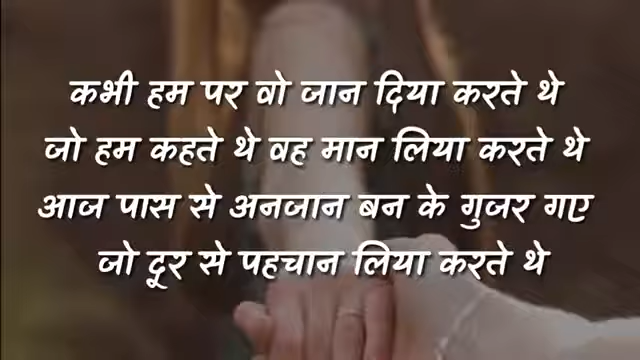 कभी हम पर वो जान दिया करते थे
जो हम कहते थे वह मान लिया करते थे
आज पास से अनजान बन के गुजर गए
जो दूर से पहचान लिया करते थे